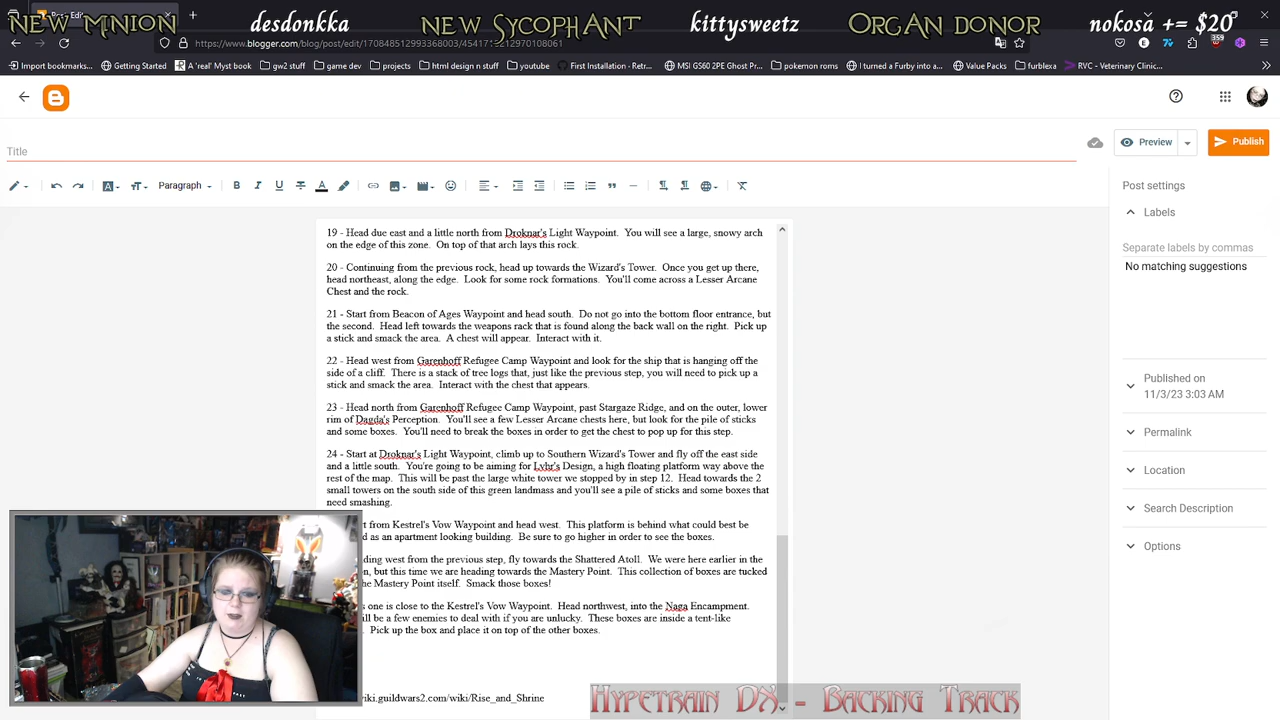 NEW MINION desdonkka NEW SYCOPHANT kittysweetz ORGAN DONOR nokosa += $20
https://www.blogger.com/blog/post/edit/170848512993368003/
359
Import bookmarks...
Getting Started
A 'real' Myst book
gw2 stuff
game dev
projects
html design n stuff
youtube
First Installation - Retr...
MSI GS60 2PE Ghost Pr...
pokemon roms
I turned a Furby into a...
Value Packs
furblexa
RVC - Veterinary Clinic...
Preview
Publish
Title
Paragraph
Post settings
Labels
Separate labels by commas
No matching suggestions
Published on
11/3/23 3:03 AM
Permalink
Location
Search Description
Options
19 - Head due east and a little north from Droknar's Light Waypoint. You will see a large, snowy arch
on the edge of this zone. On top of that arch lays this rock.
20 - Continuing from the previous rock, head up towards the Wizard's Tower. Once you get up there,
head northeast, along the edge. Look for some rock formations. You'll come across a Lesser Arcane
Chest and the rock.
21 - Start from Beacon of Ages Waypoint and head south. Do not go into the bottom floor entrance, but
the second. Head left towards the weapons rack that is found along the back wall on the right. Pick up
a stick and smack the area. A chest will appear. Interact with it.
22 - Head west from Garenhoff Refugee Camp Waypoint and look for the ship that is hanging off the
side of a cliff. There is a stack of tree logs that, just like the previous step, you will need to pick up a
stick and smack the area. Interact with the chest that appears.
23 - Head north from Garenhoff Refugee Camp Waypoint, past Stargaze Ridge, and on the outer, lower
rim of Dagda's Perception. You'll see a few Lesser Arcane chests here, but look for the pile of sticks
and some boxes. You'll need to break the boxes in order to get the chest to pop up for this step.
24 - Start at Droknar's Light Waypoint, climb up to Southern Wizard's Tower and fly off the east side
and a little south. You're going to be aiming for Lyhr's Design, a high floating platform way above the
rest of the map. This will be past the large white tower we stopped by in step 12. Head towards the 2
small towers on the south side of this green landmass and you'll see a pile of sticks and some boxes that
need smashing.
from Kestrel's Vow Waypoint and head west. This platform is behind what could best be
as an apartment looking building. Be sure to go higher in order to see the boxes.
west from the previous step, fly towards the Shattered Atoll. We were here earlier in the
but this time we are heading towards the Mastery Point. This collection of boxes are tucked
the Mastery Point itself. Smack those boxes!
one is close to the Kestrel's Vow Waypoint. Head northwest, into the Naga Encampment.
be a few enemies to deal with if you are unlucky. These boxes are inside a tent-like
Pick up the box and place it on top of the other boxes.
wiki.guildwars2.com/wiki/Rise_and_Shrine
Hypetrain DX - Backing Track